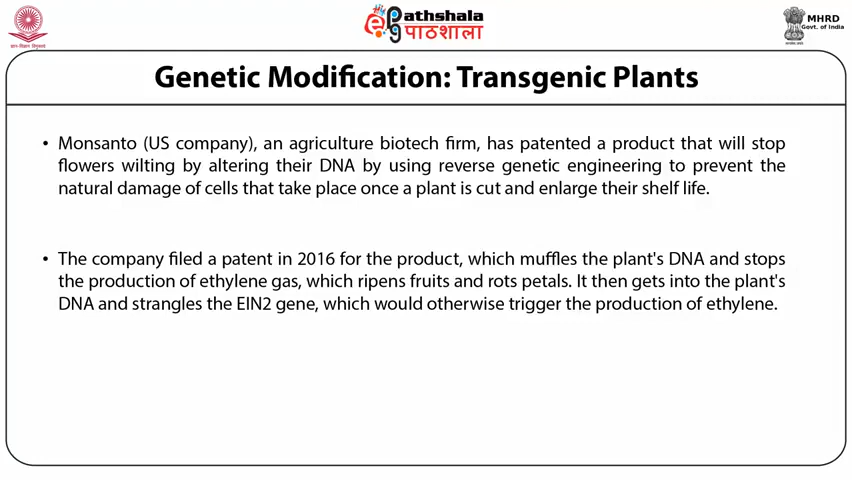 ePathshala
पाठशाला
MHRD
Govt. of India
Genetic Modification: Transgenic Plants
• Monsanto (US company), an agriculture biotech firm, has patented a product that will stop
flowers wilting by altering their DNA by using reverse genetic engineering to prevent the
natural damage of cells that take place once a plant is cut and enlarge their shelf life.
• The company filed a patent in 2016 for the product, which muffles the plant's DNA and stops
the production of ethylene gas, which ripens fruits and rots petals. It then gets into the plant's
DNA and strangles the EIN2 gene, which would otherwise trigger the production of ethylene.